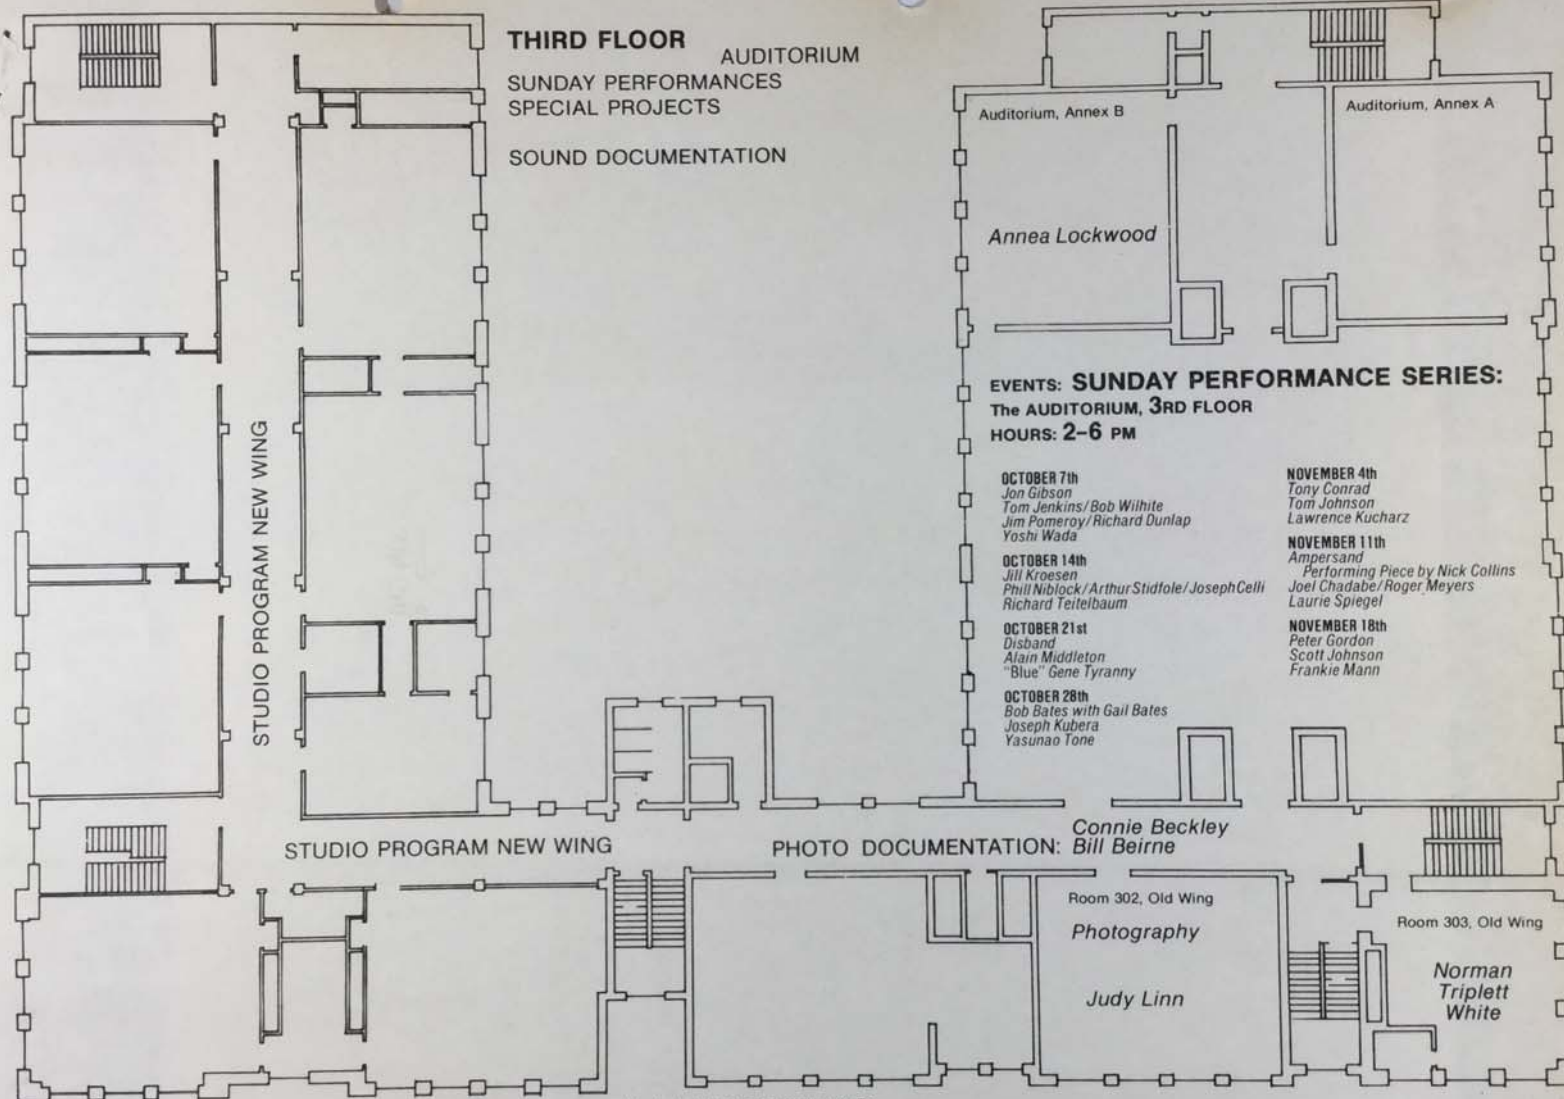 THIRD FLOOR
AUDITORIUM
SUNDAY PERFORMANCES
SPECIAL PROJECTS
SOUND DOCUMENTATION
Auditorium, Annex B
Auditorium, Annex A
Annea Lockwood
EVENTS: SUNDAY PERFORMANCE SERIES:
The AUDITORIUM, 3RD FLOOR
HOURS: 2–6 PM
OCTOBER 7th
Jon Gibson
Tom Jenkins/Bob Wilhite
Jim Pomeroy/Richard Dunlap
Yoshi Wada
OCTOBER 14th
Jill Kroesen
Phill Niblock/Arthur Stidfole/Joseph Celli
Richard Teitelbaum
OCTOBER 21st
Disband
Alain Middleton
"Blue" Gene Tyranny
OCTOBER 28th
Bob Bates with Gail Bates
Joseph Kubera
Yasunao Tone
NOVEMBER 4th
Tony Conrad
Tom Johnson
Lawrence Kucharz
NOVEMBER 11th
Ampersand
Performing Piece by Nick Collins
Joel Chadabe/Roger Meyers
Laurie Spiegel
NOVEMBER 18th
Peter Gordon
Scott Johnson
Frankie Mann
STUDIO PROGRAM NEW WING
STUDIO PROGRAM NEW WING
PHOTO DOCUMENTATION:
Connie Beckley
Bill Beirne
Room 302, Old Wing
Photography
Judy Linn
Room 303, Old Wing
Norman
Triplett
White